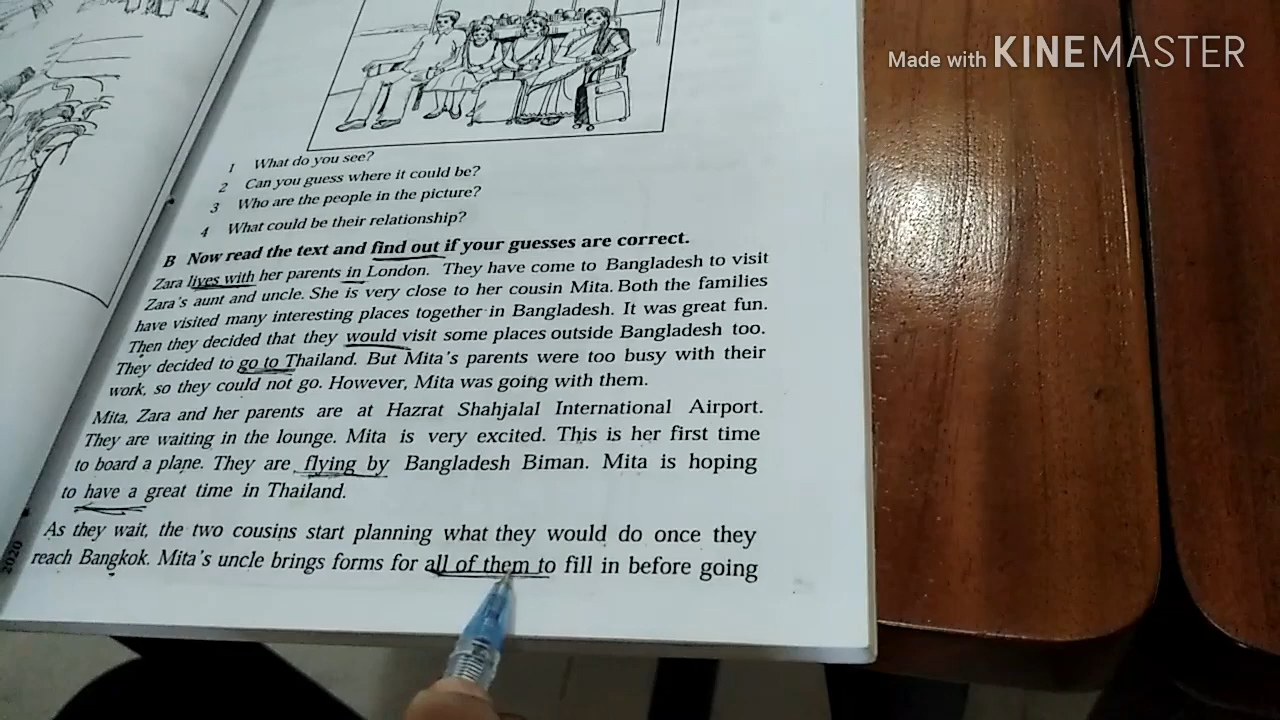 Made with KINEMASTER
1 What do you see?
2 Can you guess where it could be?
3 Who are the people in the picture?
4 What could be their relationship?
B Now read the text and find out if your guesses are correct.
Zara lives with her parents in London. They have come to Bangladesh to visit
Zara's aunt and uncle. She is very close to her cousin Mita. Both the families
have visited many interesting places together in Bangladesh. It was great fun.
Then they decided that they would visit some places outside Bangladesh too.
They decided to go to Thailand. But Mita's parents were too busy with their
work, so they could not go. However, Mita was going with them.
Mita, Zara and her parents are at Hazrat Shahjalal International Airport.
They are waiting in the lounge. Mita is very excited. This is her first time
to board a plane. They are flying by Bangladesh Biman. Mita is hoping
to have a great time in Thailand.
As they wait, the two cousins start planning what they would do once they
reach Bangkok. Mita's uncle brings forms for all of them to fill in before going
2020